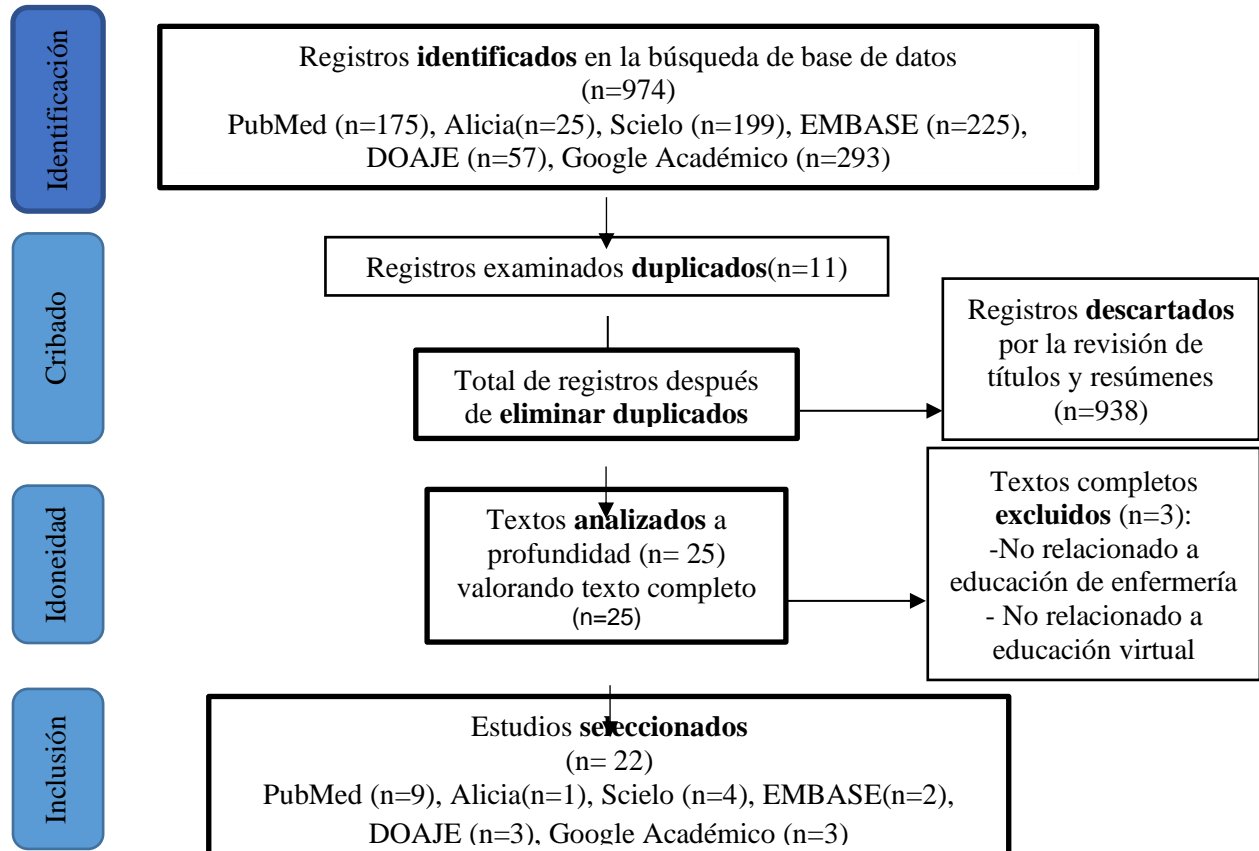 Identificación
Registros identificados en la búsqueda de base de datos
(n=974)
PubMed (n=175), Alicia(n=25), Scielo (n=199), EMBASE (n=225),
DOAJE (n=57), Google Académico (n=293)
Cribado
Registros examinados duplicados(n=11)
Total de registros después
de eliminar duplicados
Registros descartados
por la revisión de
títulos y resúmenes
(n=938)
Idoneidad
Textos analizados a
profundidad (n= 25)
valorando texto completo
(n=25)
Textos completos
excluidos (n=3):
-No relacionado a
educación de enfermería
- No relacionado a
educación virtual
Inclusión
Estudios seleccionados
(n= 22)
PubMed (n=9), Alicia(n=1), Scielo (n=4), EMBASE(n=2),
DOAJE (n=3), Google Académico (n=3)